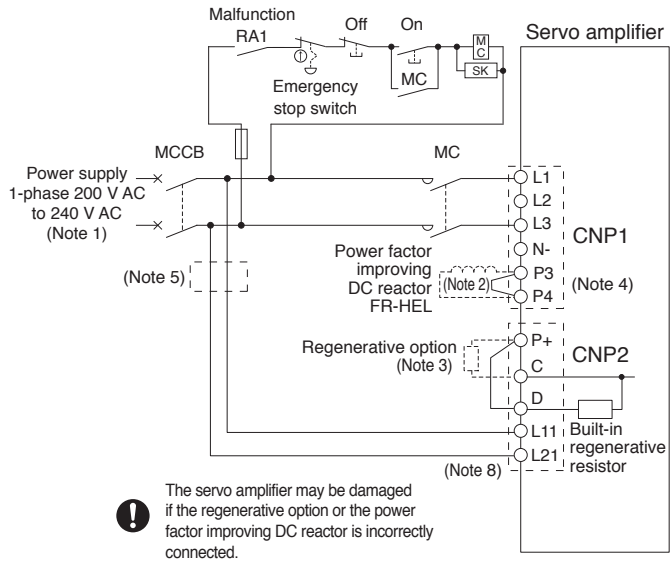 Malfunction
RA1
Off
On
MC
SK
MC
Emergency
stop switch
Servo amplifier
MCCB
MC
Power supply
1-phase 200 V AC
to 240 V AC
(Note 1)
L1
L2
L3
N-
P3
P4
CNP1
(Note 4)
(Note 5)
Power factor
improving
DC reactor
FR-HEL
(Note 2)
Regenerative option
(Note 3)
P+
C
D
L11
L21
CNP2
Built-in
regenerative
resistor
(Note 8)
The servo amplifier may be damaged
if the regenerative option or the power
factor improving DC reactor is incorrectly
connected.